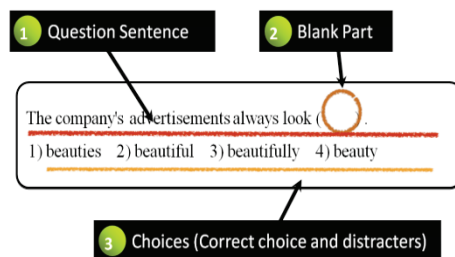 1 Question Sentence
2 Blank Part
The company's advertisements always look ( ) .
1) beauties 2) beautiful 3) beautifully 4) beauty
3 Choices (Correct choice and distracters)